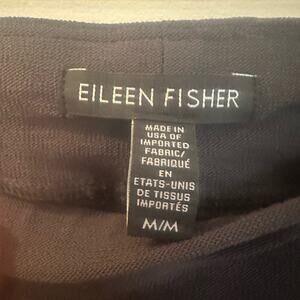 EILEEN FISHER
MADE IN
USA OF
IMPORTED
FABRIC/
FABRIQUÉ
EN
ETATS-UNIS
DE TISSUS
IMPORTÉS
M/M